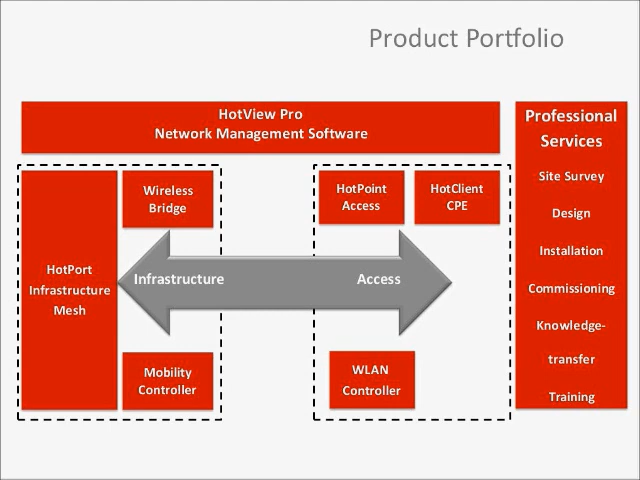 Product Portfolio
HotView Pro
Network Management Software
Professional
Services
Site Survey
Design
Installation
Commissioning
Knowledge-
transfer
Training
Wireless
Bridge
HotPort
Infrastructure
Mesh
Mobility
Controller
Infrastructure
Access
HotPoint
Access
HotClient
CPE
WLAN
Controller